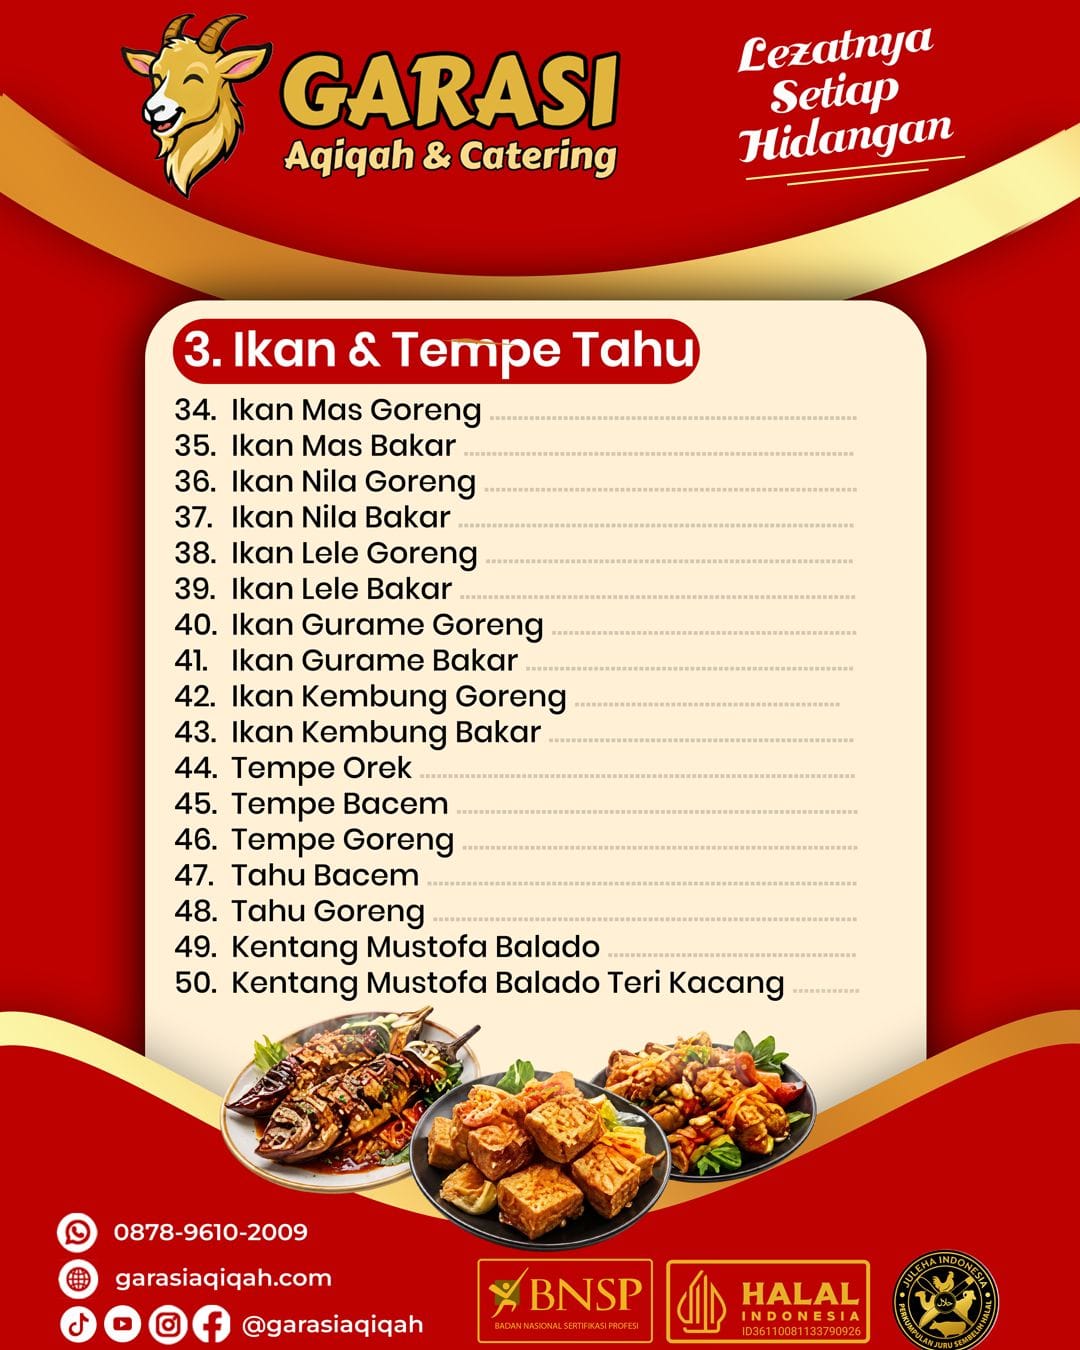 GARASI
Aqiqah & Catering
Lezatnya
Setiap
Hidangan
3. Ikan & Tempe Tahu
34. Ikan Mas Goreng
35. Ikan Mas Bakar
36. Ikan Nila Goreng
37. Ikan Nila Bakar
38. Ikan Lele Goreng
39. Ikan Lele Bakar
40. Ikan Gurame Goreng
41. Ikan Gurame Bakar
42. Ikan Kembung Goreng
43. Ikan Kembung Bakar
44. Tempe Orek
45. Tempe Bacem
46. Tempe Goreng
47. Tahu Bacem
48. Tahu Goreng
49. Kentang Mustofa Balado
50. Kentang Mustofa Balado Teri Kacang
0878-9610-2009
garasiaqiqah.com
@garasiaqiqah
BNSP
BADAN NASIONAL SERTIFIKASI PROFESI
HALAL
INDONESIA
ID36110081133790926
JULEHA INDONESIA
حلال
PERKUMPULAN JURU SEMBELIH HALAL